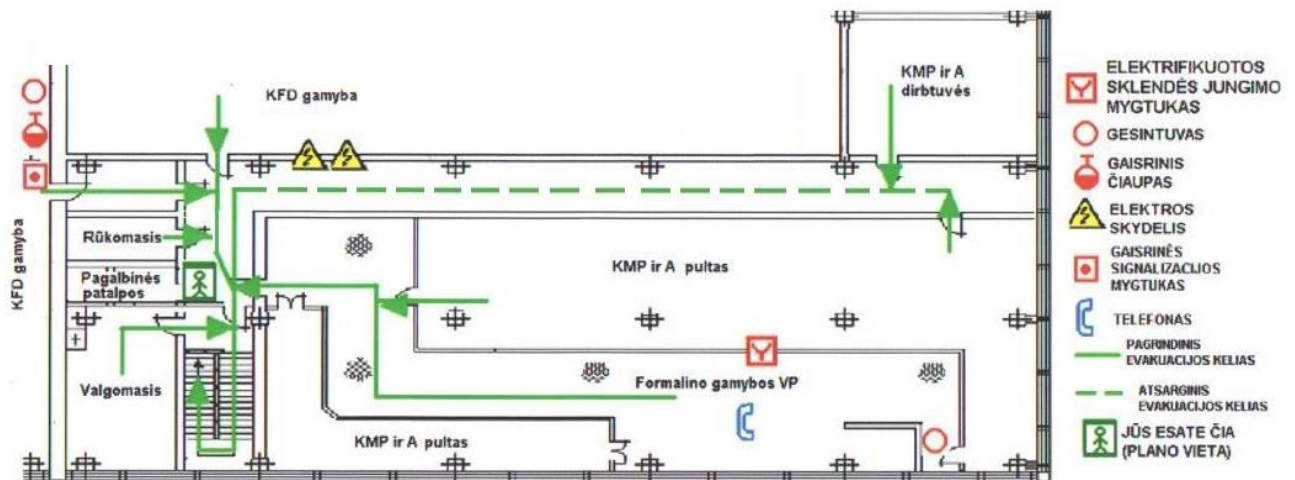 KFD gamyba
KMP ir A
dirbtuvės
KFD gamyba
Rūkomasis
Pagalbinės
patalpos
KMP ir A pultas
Valgomasis
Formalino gamybos VP
KMP ir A pultas
ELEKTRIFIKUOTOS
SKLENDĖS JUNGIMO
MYGTUKAS
GESINTUVAS
GAISRINIS
ČIAUPAS
ELEKTROS
SKYDELIS
GAISRINĖS
SIGNALIZACIJOS
MYGTUKAS
TELEFONAS
PAGRINDINIS
EVAKUACIJOS KELIAS
ATSARGINIS
EVAKUACIJOS KELIAS
JŪS ESATE ČIA
(PLANO VIETA)